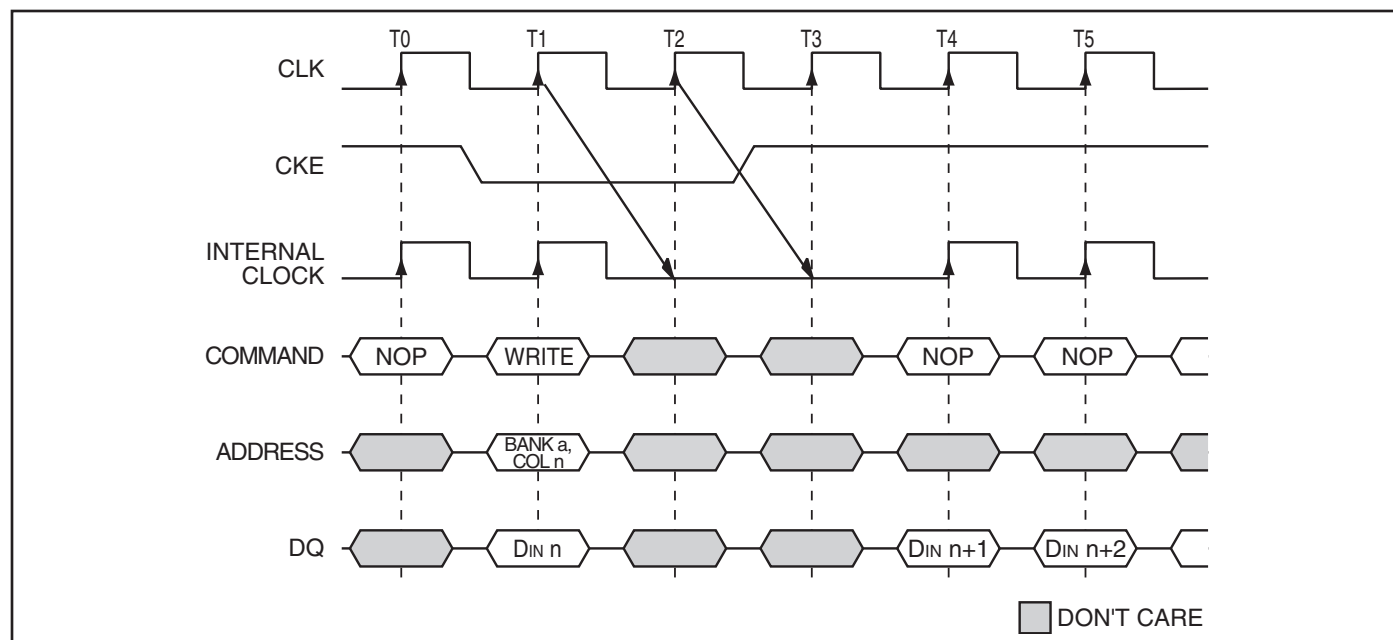 T0 T1 T2 T3 T4 T5
CLK
CKE
INTERNAL
CLOCK
COMMAND NOP WRITE NOP NOP
ADDRESS BANK a,
COL n
DQ DIN n DIN n+1 DIN n+2
DON'T CARE